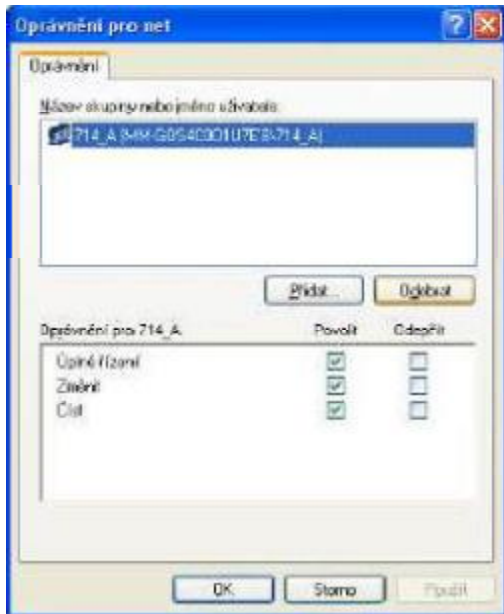 Oprávnění pro net
Oprávnění
Název skupiny nebo jméno uživatele:
714_A
Přidat...
Odebrat
Oprávnění pro 714_A
Povolit
Odepřít
Úplné řízení
Změnit
Číst
OK
Storno
Použít